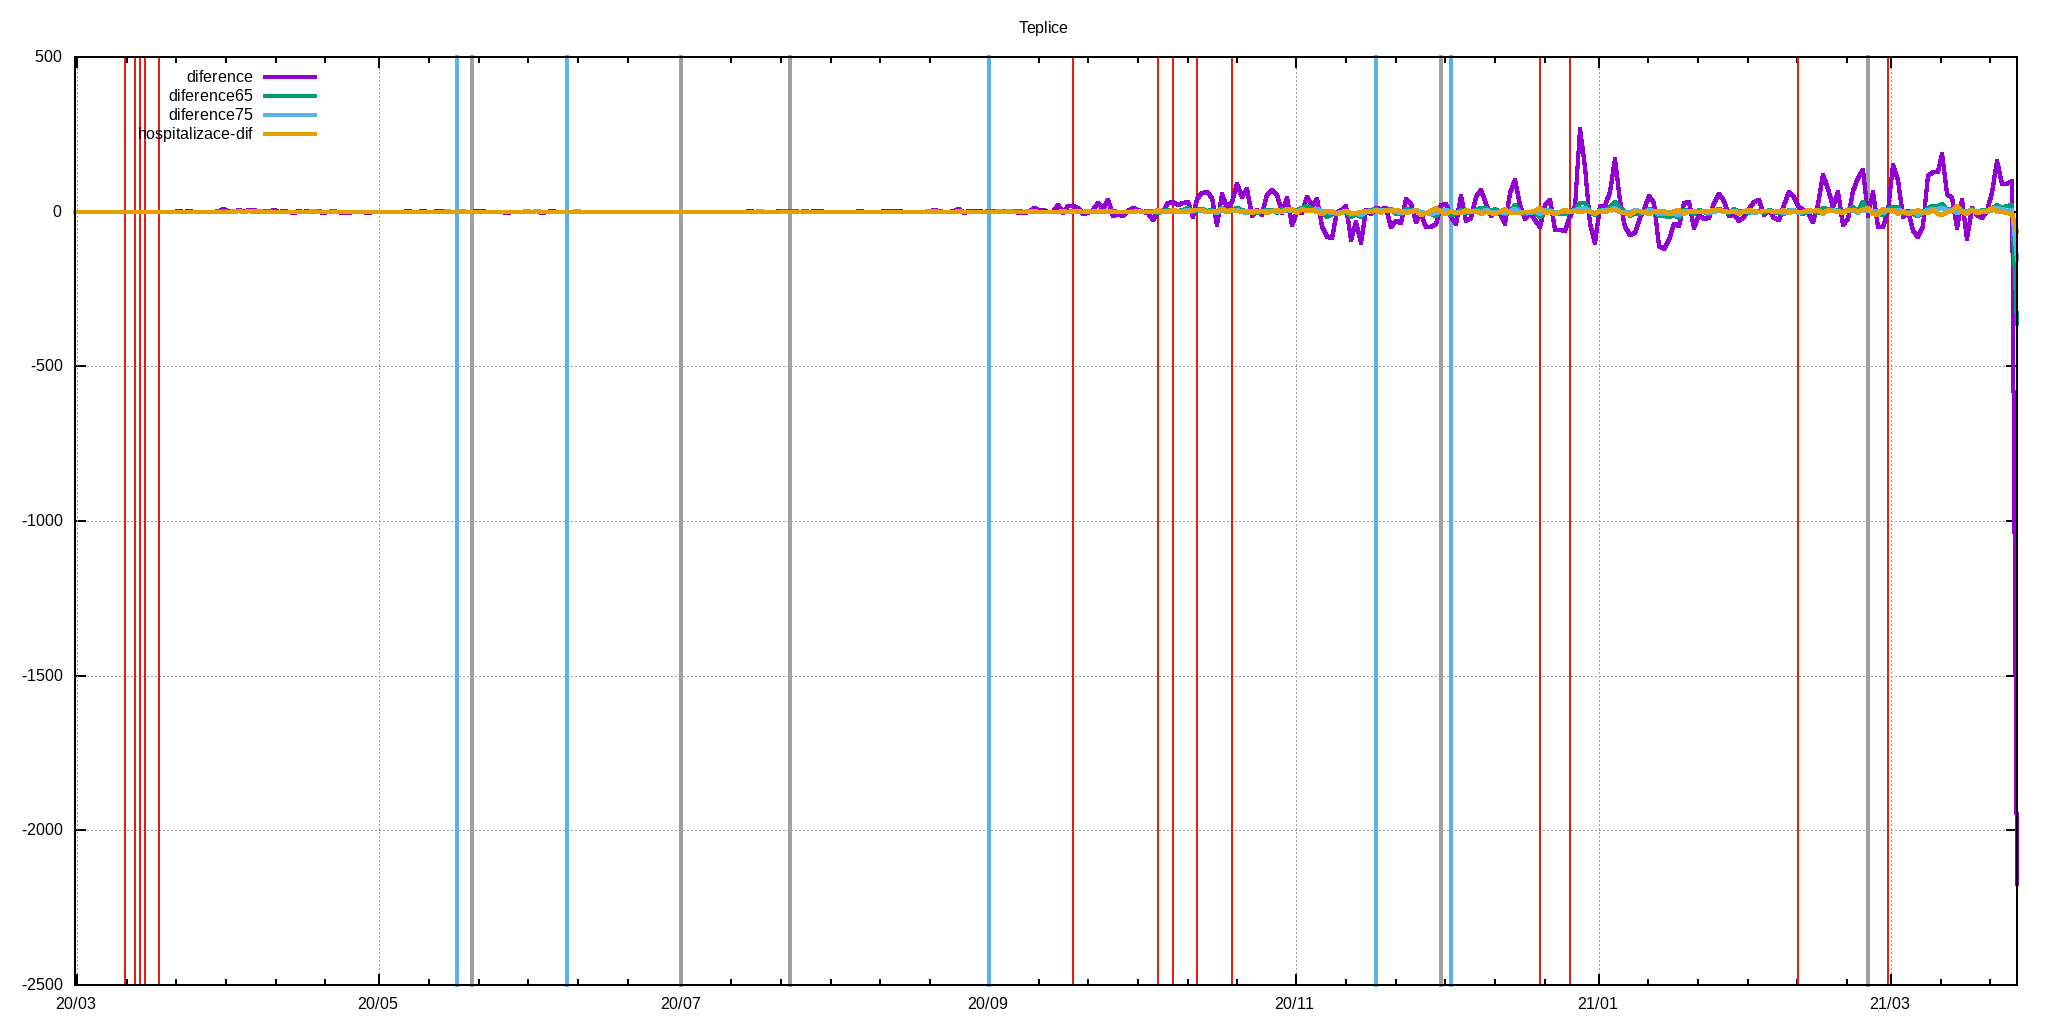 Teplice
500
diference
diference65
diference75
hospitalizace-dif
0
-500
-1000
-1500
-2000
-2500
20/03 20/05 20/07 20/09 20/11 21/01 21/03